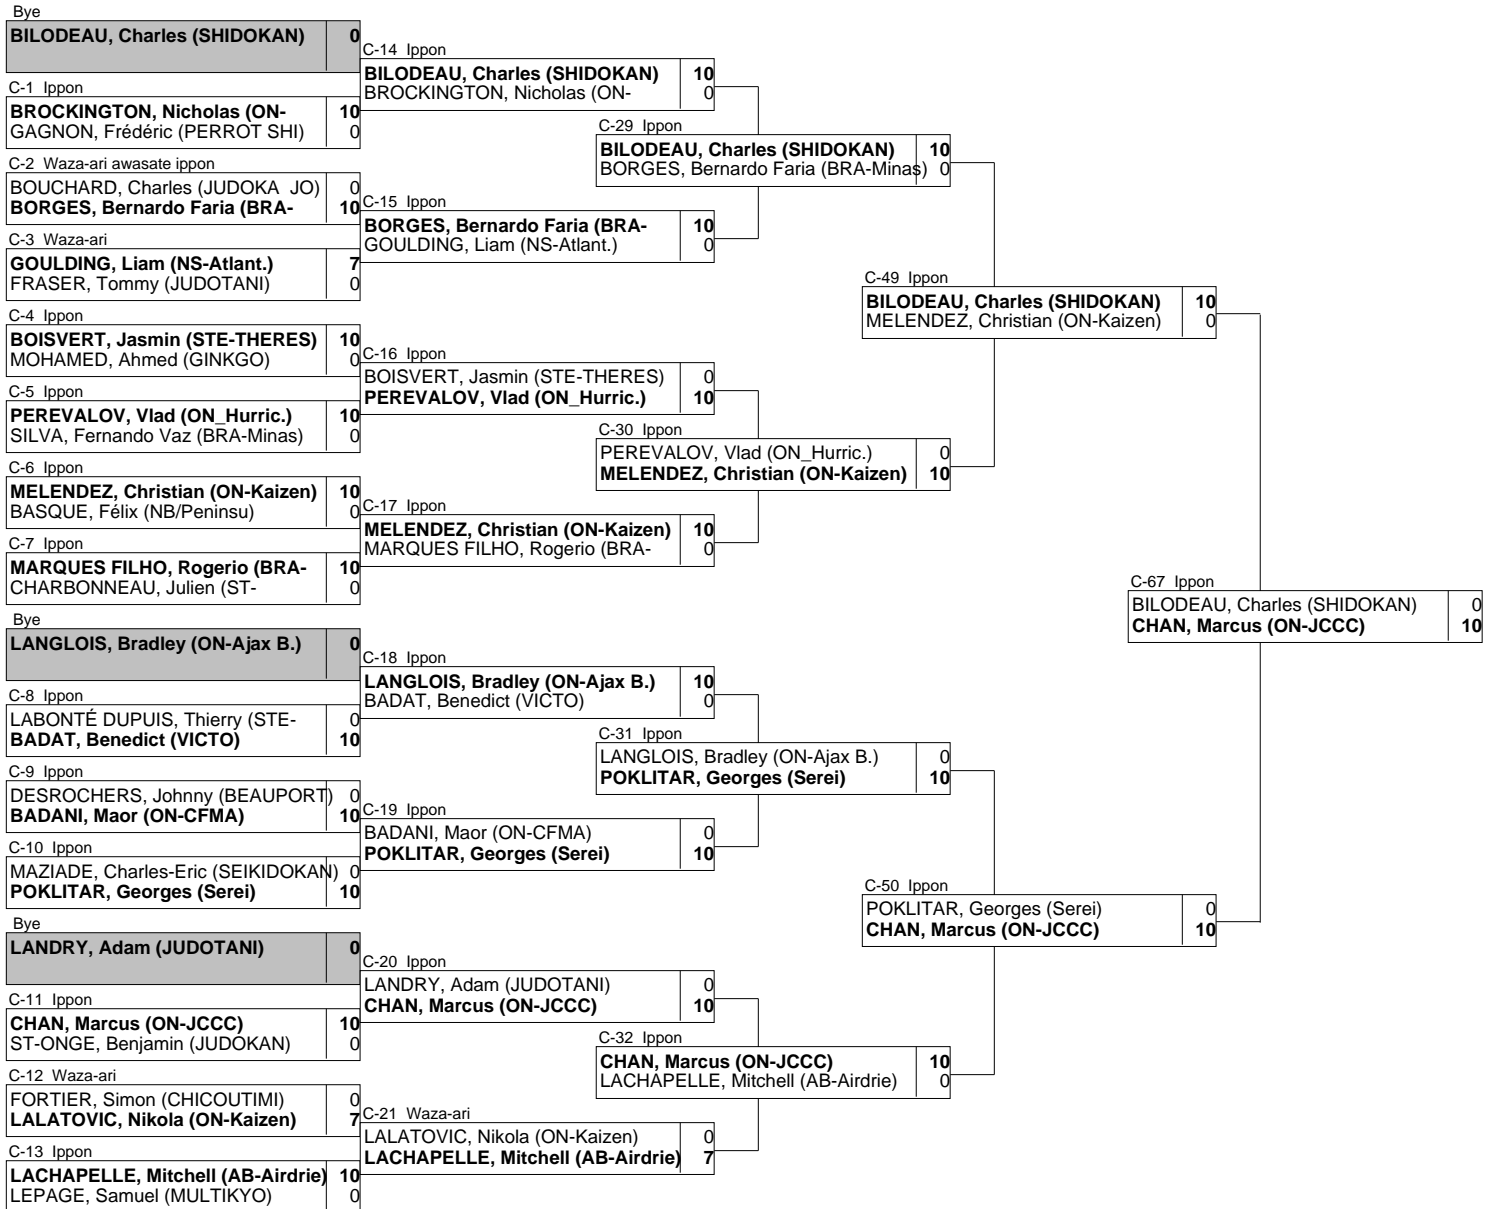 Bye
BILODEAU, Charles (SHIDOKAN) 0
C-1 Ippon
BROCKINGTON, Nicholas (ON- 10
GAGNON, Frédéric (PERROT SHI) 0
C-2 Waza-ari awasate ippon
BOUCHARD, Charles (JUDOKA JO) 0
BORGES, Bernardo Faria (BRA- 10
C-3 Waza-ari
GOULDING, Liam (NS-Atlant.) 7
FRASER, Tommy (JUDOTANI) 0
C-4 Ippon
BOISVERT, Jasmin (STE-THERES) 10
MOHAMED, Ahmed (GINKGO) 0
C-5 Ippon
PEREVALOV, Vlad (ON_Hurric.) 10
SILVA, Fernando Vaz (BRA-Minas) 0
C-6 Ippon
MELENDEZ, Christian (ON-Kaizen) 10
BASQUE, Félix (NB/Peninsu) 0
C-7 Ippon
MARQUES FILHO, Rogerio (BRA- 10
CHARBONNEAU, Julien (ST- 0
Bye
LANGLOIS, Bradley (ON-Ajax B.) 0
C-8 Ippon
LABONTÉ DUPUIS, Thierry (STE- 0
BADAT, Benedict (VICTO) 10
C-9 Ippon
DESROCHERS, Johnny (BEAUPORT) 0
BADANI, Maor (ON-CFMA) 10
C-10 Ippon
MAZIADE, Charles-Eric (SEIKIDOKAN) 0
POKLITAR, Georges (Serei) 10
Bye
LANDRY, Adam (JUDOTANI) 0
C-11 Ippon
CHAN, Marcus (ON-JCCC) 10
ST-ONGE, Benjamin (JUDOKAN) 0
C-12 Waza-ari
FORTIER, Simon (CHICOUTIMI) 0
LALATOVIC, Nikola (ON-Kaizen) 7
C-13 Ippon
LACHAPELLE, Mitchell (AB-Airdrie) 10
LEPAGE, Samuel (MULTIKYO) 0
C-14 Ippon
BILODEAU, Charles (SHIDOKAN) 10
BROCKINGTON, Nicholas (ON- 0
C-15 Ippon
BORGES, Bernardo Faria (BRA- 10
GOULDING, Liam (NS-Atlant.) 0
C-16 Ippon
BOISVERT, Jasmin (STE-THERES) 0
PEREVALOV, Vlad (ON_Hurric.) 10
C-17 Ippon
MELENDEZ, Christian (ON-Kaizen) 10
MARQUES FILHO, Rogerio (BRA- 0
C-18 Ippon
LANGLOIS, Bradley (ON-Ajax B.) 10
BADAT, Benedict (VICTO) 0
C-19 Ippon
BADANI, Maor (ON-CFMA) 0
POKLITAR, Georges (Serei) 10
C-20 Ippon
LANDRY, Adam (JUDOTANI) 0
CHAN, Marcus (ON-JCCC) 10
C-21 Waza-ari
LALATOVIC, Nikola (ON-Kaizen) 0
LACHAPELLE, Mitchell (AB-Airdrie) 7
C-29 Ippon
BILODEAU, Charles (SHIDOKAN) 10
BORGES, Bernardo Faria (BRA-Minas) 0
C-30 Ippon
PEREVALOV, Vlad (ON_Hurric.) 0
MELENDEZ, Christian (ON-Kaizen) 10
C-31 Ippon
LANGLOIS, Bradley (ON-Ajax B.) 0
POKLITAR, Georges (Serei) 10
C-32 Ippon
CHAN, Marcus (ON-JCCC) 10
LACHAPELLE, Mitchell (AB-Airdrie) 0
C-49 Ippon
BILODEAU, Charles (SHIDOKAN) 10
MELENDEZ, Christian (ON-Kaizen) 0
C-50 Ippon
POKLITAR, Georges (Serei) 0
CHAN, Marcus (ON-JCCC) 10
C-67 Ippon
BILODEAU, Charles (SHIDOKAN) 0
CHAN, Marcus (ON-JCCC) 10